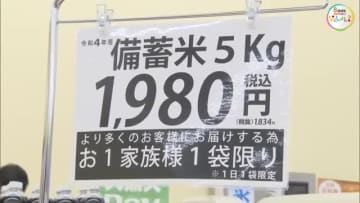 令和4年産
備蓄米5Kg
1,980税込円
(税抜)1834円
より多くのお客様にお届けする為
お1家族様1袋限り
※1日1袋限定